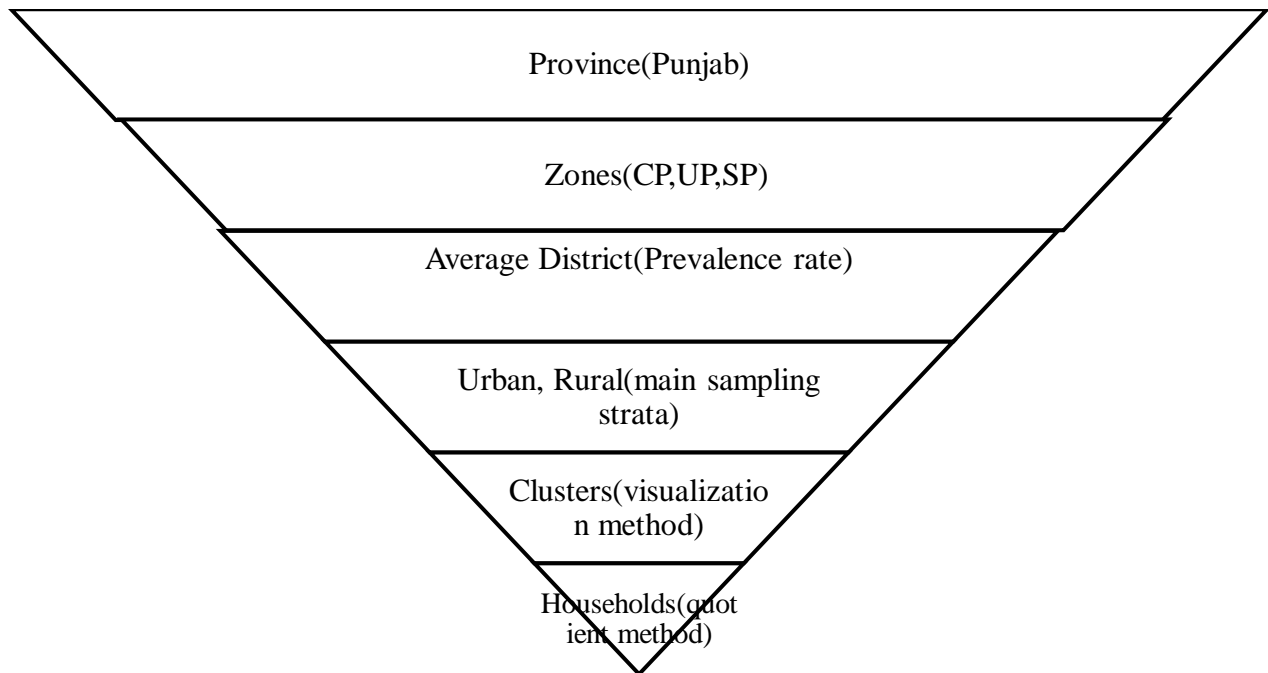 Province(Punjab)
Zones(CP,UP,SP)
Average District(Prevalence rate)
Urban, Rural(main sampling
strata)
Clusters(visualizatio
n method)
Households(quot
ient method)